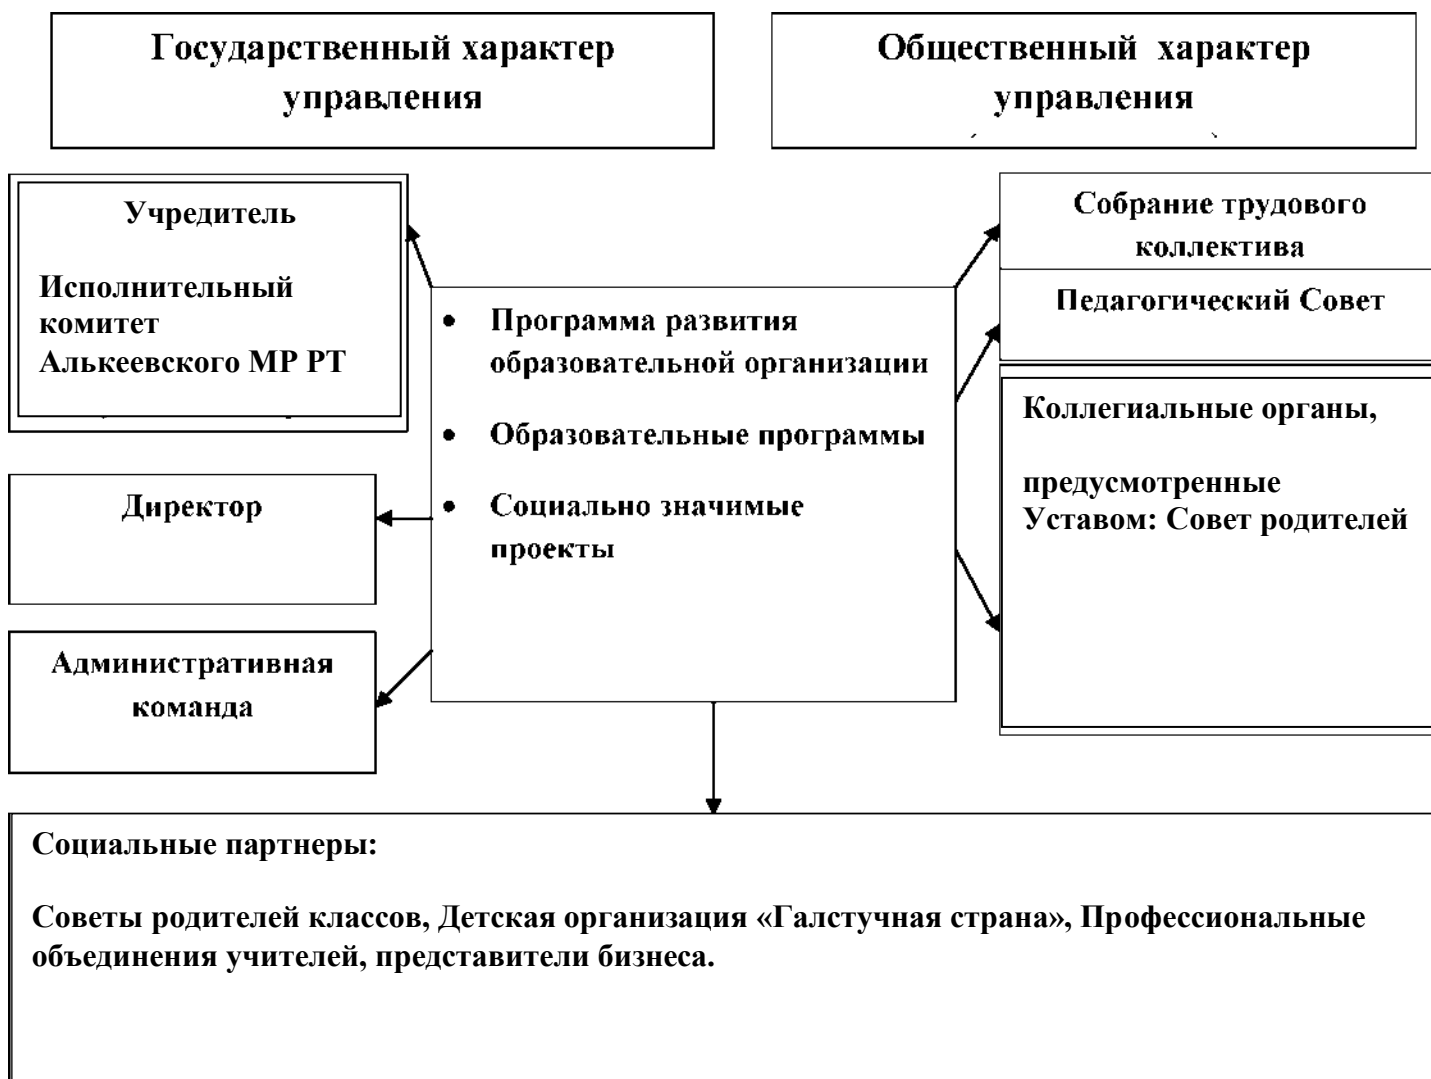 Государственный характер
управления
Общественный характер
управления
Учредитель
Исполнительный
комитет
Алькеевского МР РТ
Директор
Административная
команда
• Программа развития
образовательной организации
• Образовательные программы
• Социально значимые
проекты
Собрание трудового
коллектива
Педагогический Совет
Коллегиальные органы,
предусмотренные
Уставом: Совет родителей
Социальные партнеры:
Советы родителей классов, Детская организация «Галстучная страна», Профессиональные
объединения учителей, представители бизнеса.